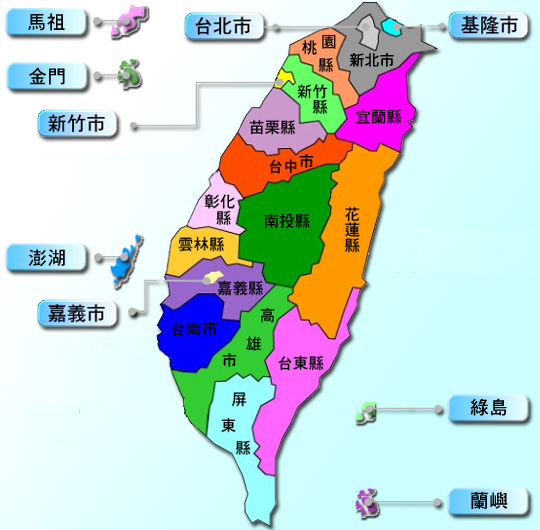 馬祖
台北市
基隆市
桃園縣
新北市
金門
新竹縣
新竹市
苗栗縣
宜蘭縣
台中市
彰化縣
南投縣
花蓮縣
雲林縣
澎湖
嘉義縣
嘉義市
台南市
高雄市
台東縣
屏東縣
綠島
蘭嶼